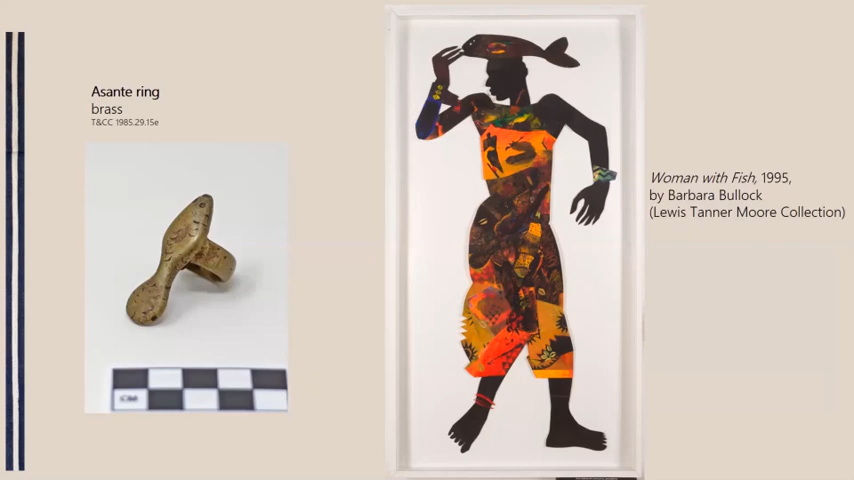 Asante ring
brass
T&CC 1985.29.15e
Woman with Fish, 1995,
by Barbara Bullock
(Lewis Tanner Moore Collection)